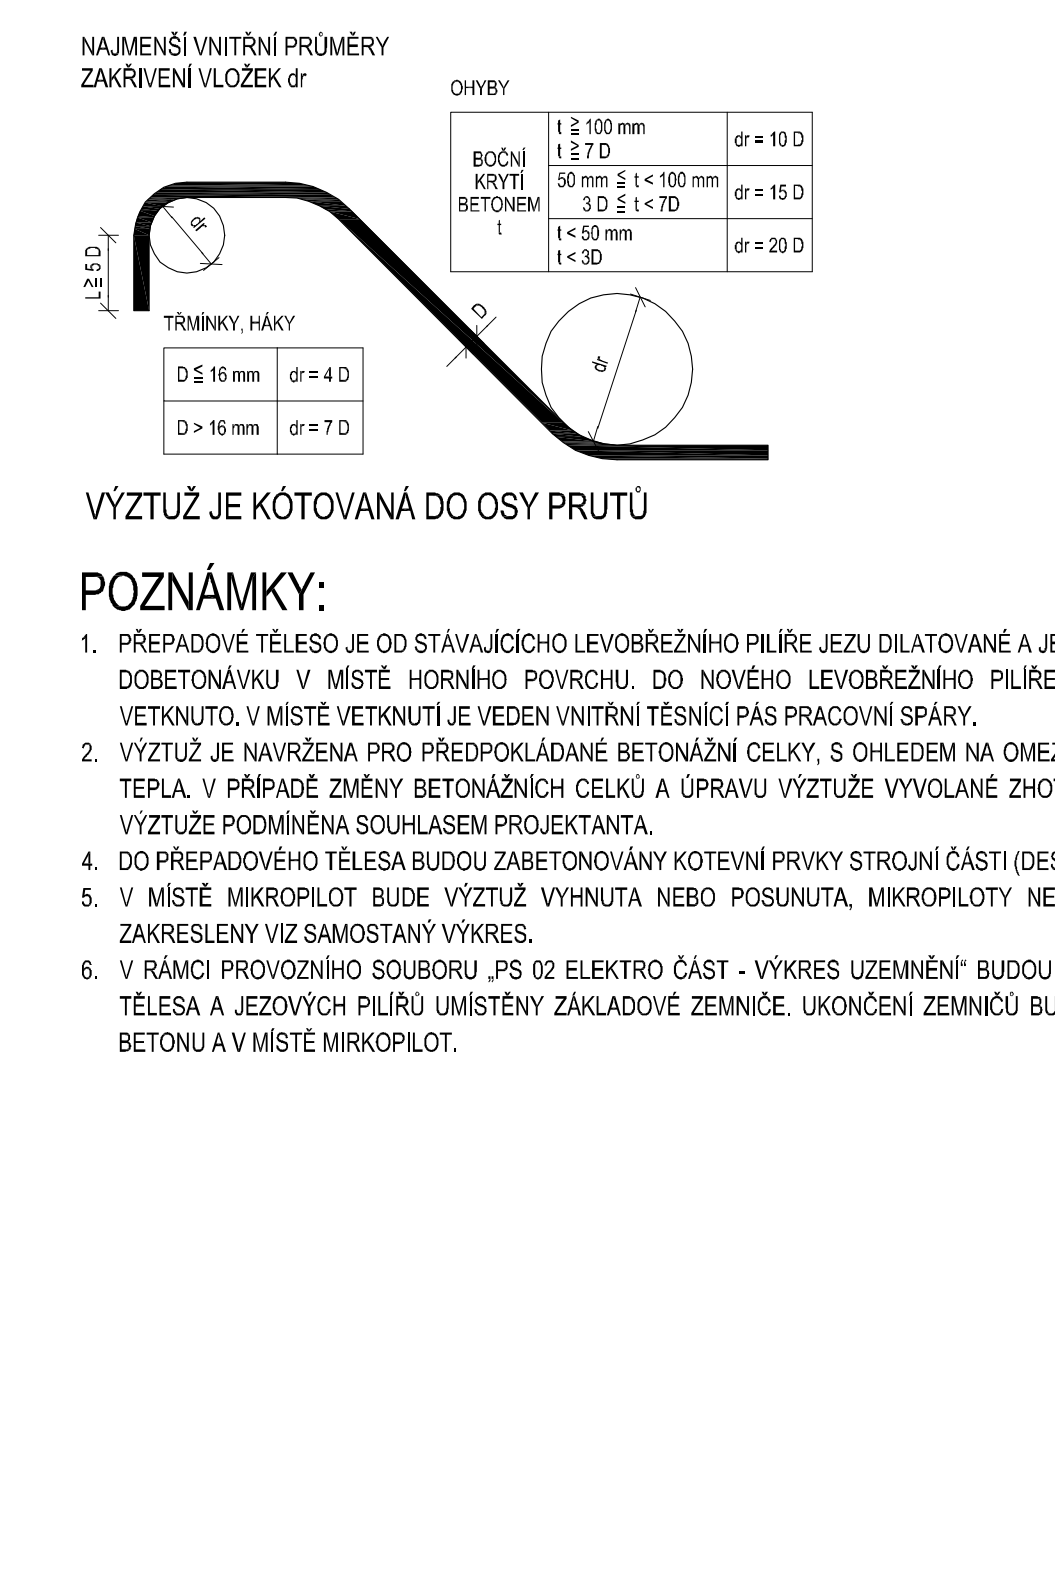 NAJMENŠÍ VNITŘNÍ PRŮMĚRY
ZAKŘIVENÍ VLOŽEK dr
OHYBY
BOČNÍ
KRYTÍ
BETONEM
t
t ≧ 100 mm
t ≧ 7 D
dr = 10 D
50 mm ≦ t < 100 mm
3 D ≦ t < 7D
dr = 15 D
t < 50 mm
t < 3D
dr = 20 D
dr
L ≧ 5 D
D
dr
TŘMÍNKY, HÁKY
D ≦ 16 mm
dr = 4 D
D > 16 mm
dr = 7 D
VÝZTUŽ JE KÓTOVANÁ DO OSY PRUTŮ
POZNÁMKY:
1. PŘEPADOVÉ TĚLESO JE OD STÁVAJÍCÍCHO LEVOBŘEŽNÍHO PILÍŘE JEZU DILATOVANÉ A JE
DOBETONÁVKU V MÍSTĚ HORNÍHO POVRCHU. DO NOVÉHO LEVOBŘEŽNÍHO PILÍŘE
VETKNUTO. V MÍSTĚ VETKNUTÍ JE VEDEN VNITŘNÍ TĚSNÍCÍ PÁS PRACOVNÍ SPÁRY.
2. VÝZTUŽ JE NAVRŽENA PRO PŘEDPOKLÁDANÉ BETONÁŽNÍ CELKY, S OHLEDEM NA OMEZ
TEPLA. V PŘÍPADĚ ZMĚNY BETONÁŽNÍCH CELKŮ A ÚPRAVU VÝZTUŽE VYVOLANÉ ZHOT
VÝZTUŽE PODMÍNĚNA SOUHLASEM PROJEKTANTA.
4. DO PŘEPADOVÉHO TĚLESA BUDOU ZABETONOVÁNY KOTEVNÍ PRVKY STROJNÍ ČÁSTI (DES
5. V MÍSTĚ MIKROPILOT BUDE VÝZTUŽ VYHNUTA NEBO POSUNUTA, MIKROPILOTY NE
ZAKRESLENY VIZ SAMOSTANÝ VÝKRES.
6. V RÁMCI PROVOZNÍHO SOUBORU „PS 02 ELEKTRO ČÁST - VÝKRES UZEMNĚNÍ“ BUDOU
TĚLESA A JEZOVÝCH PILÍŘŮ UMÍSTĚNY ZÁKLADOVÉ ZEMNIČE. UKONČENÍ ZEMNIČŮ BU
BETONU A V MÍSTĚ MIRKOPILOT.